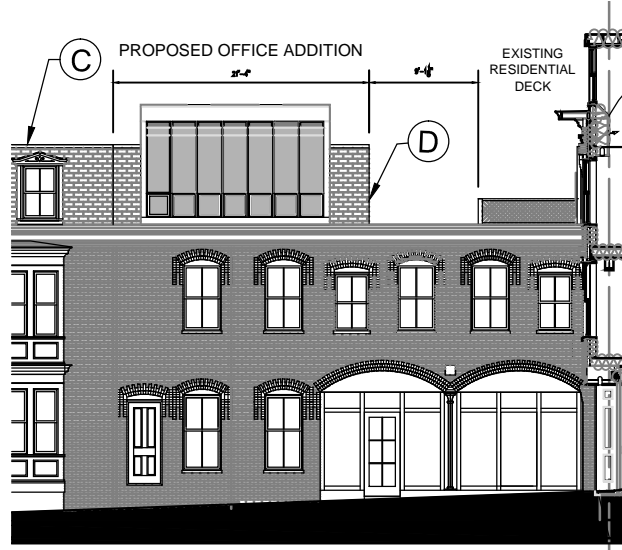 C
PROPOSED OFFICE ADDITION
EXISTING
RESIDENTIAL
DECK
D